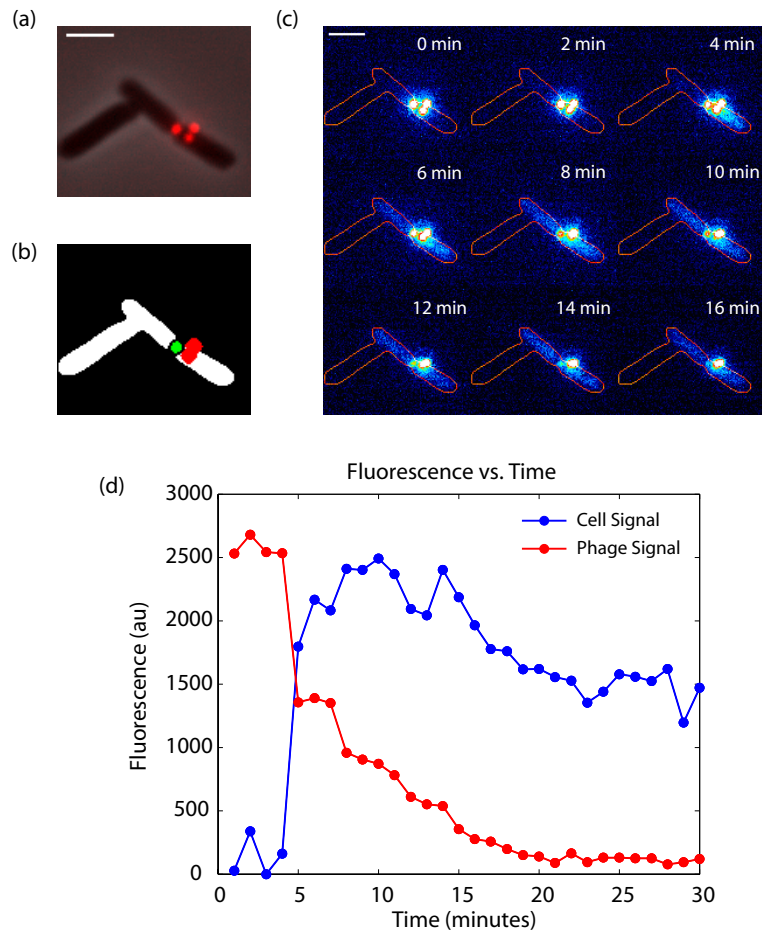 (a)
(b)
(c)
0 min
2 min
4 min
6 min
8 min
10 min
12 min
14 min
16 min
(d)
Fluorescence vs. Time
3000
2500
2000
1500
1000
500
0
Fluorescence (au)
Cell Signal
Phage Signal
0 5 10 15 20 25 30
Time (minutes)